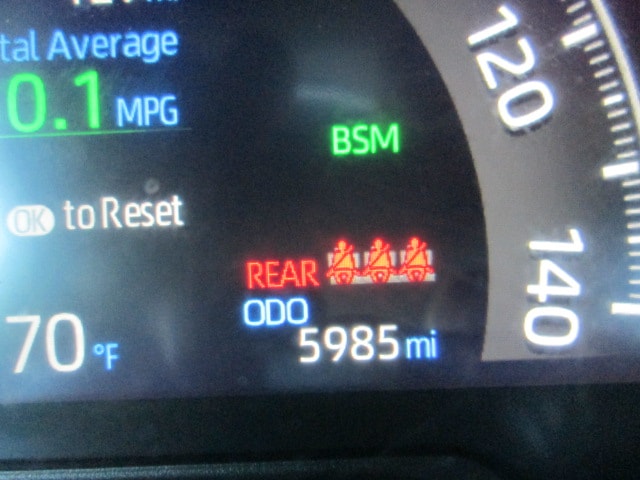 tal Average
0.1 MPG
BSM
OK to Reset
REAR
ODO
5985 mi
70 °F
120
140